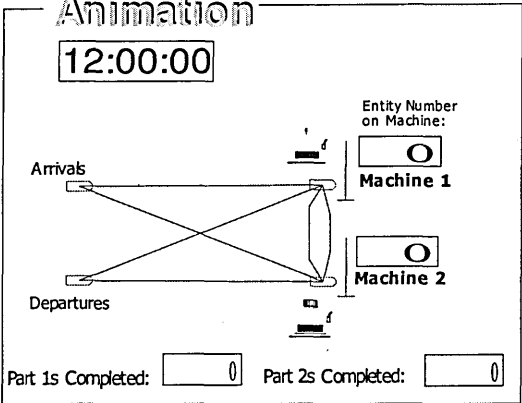 Animation
12:00:00
Entity Number
on Machine:
0
Arrivals
Machine 1
0
Machine 2
Departures
Part 1s Completed: 0 Part 2s Completed: 0